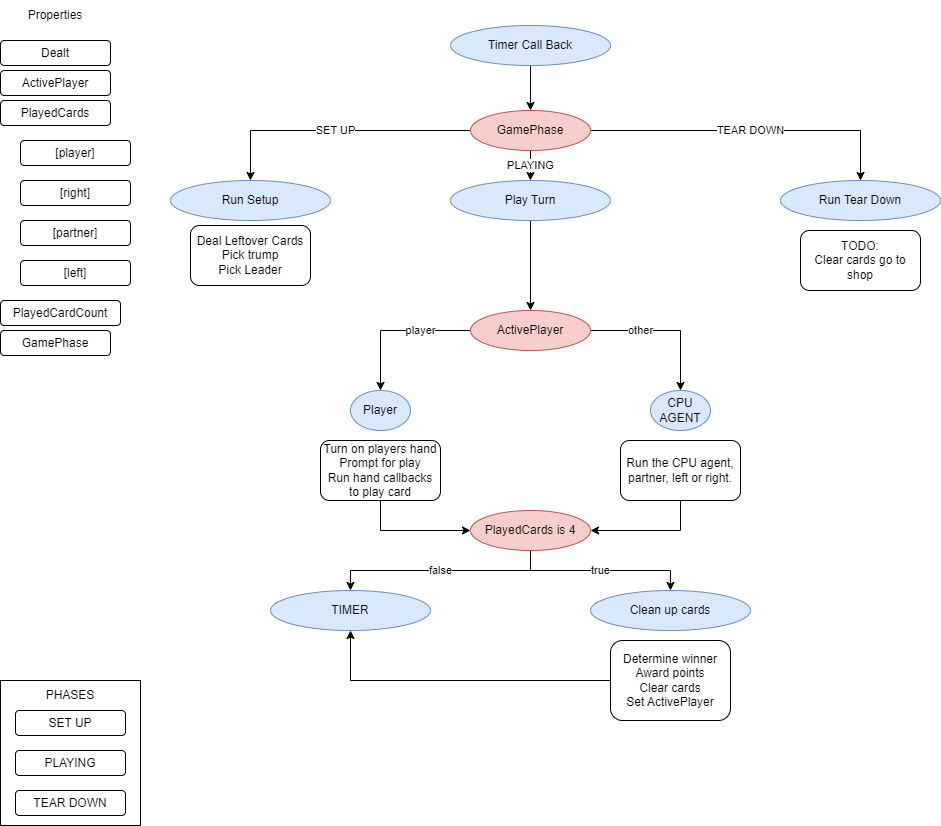 Properties
Dealt
ActivePlayer
PlayedCards
[player]
[right]
[partner]
[left]
PlayedCardCount
GamePhase
Timer Call Back
GamePhase
SET UP
PLAYING
TEAR DOWN
Run Setup
Play Turn
Run Tear Down
Deal Leftover Cards
Pick trump
Pick Leader
TODO:
Clear cards go to
shop
ActivePlayer
player
other
Player
CPU
AGENT
Turn on players hand
Prompt for play
Run hand callbacks
to play card
Run the CPU agent,
partner, left or right.
PlayedCards is 4
false
true
TIMER
Clean up cards
Determine winner
Award points
Clear cards
Set ActivePlayer
PHASES
SET UP
PLAYING
TEAR DOWN